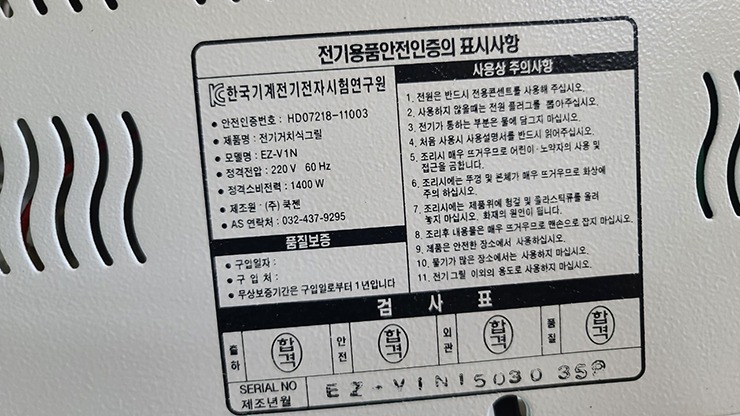 전기용품안전인증의 표시사항
한국기계전기전자시험연구원
• 안전인증번호 : HD07218-11003
• 제품명 : 전기거치식그릴
• 모델명 : EZ-V1N
• 정격전압 : 220 V 60 Hz
• 정격소비전력 : 1400 W
• 제조원 : (주) 쿡젠
• AS 연락처 : 032-437-9295
품질보증
• 구입일자 :
• 구 입 처 :
• 무상보증기간은 구입일로부터 1년입니다
사용상 주의사항
1. 전원은 반드시 전용콘센트를 사용해 주십시오.
2. 사용하지 않을때는 전원 플러그를 뽑아주십시오.
3. 전기가 통하는 부분은 물에 담그지 마십시오.
4. 처음 사용시 사용설명서를 반드시 읽어주십시오.
5. 조리시 매우 뜨거우므로 어린이·노약자의 사용 및
접근을 금합니다.
6. 조리시에는 뚜껑 및 본체가 매우 뜨거우므로 화상에
주의 하십시오.
7. 조리시에는 제품위에 헝겊 및 플라스틱류를 올려
놓지 마십시오. 화재의 원인이 됩니다.
8. 조리후 내용물은 매우 뜨거우므로 맨손으로 잡지 마십시오.
9. 제품은 안전한 장소에서 사용하십시오.
10. 물기가 많은 장소에서는 사용하지 마십시오.
11. 전기그릴 이외의 용도로 사용하지 마십시오.
검 사 표
출하 합격 안전 합격 외관 합격 품질 합격
SERIAL NO
제조년월
EZ-V1N15030 35P